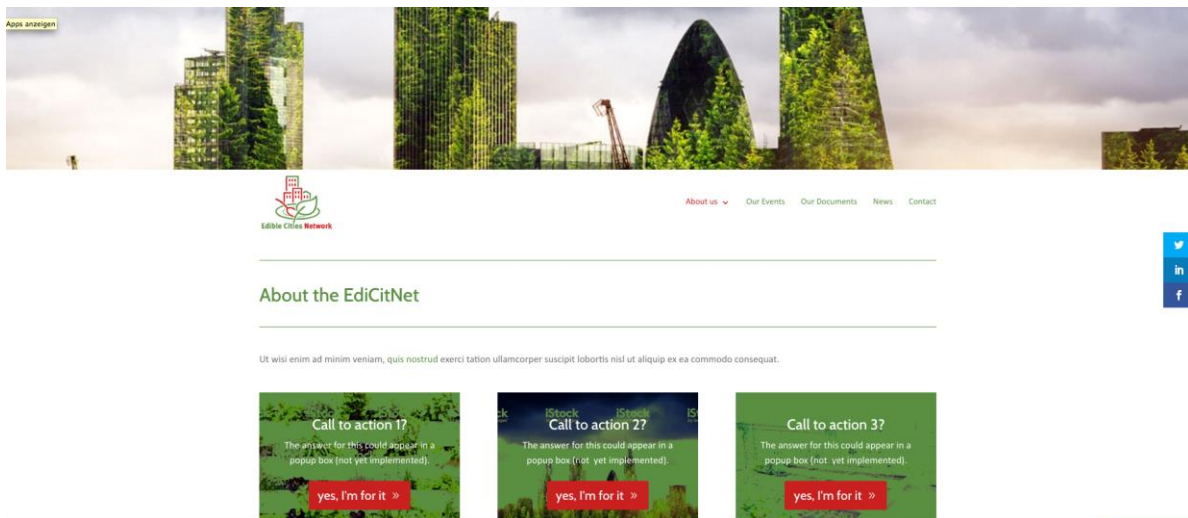 Apps anzeigen
Edible Cities Network
About us Our Events Our Documents News Contact
in
f
About the EdiCitNet
Ut wisi enim ad minim veniam, quis nostrud exerci tation ullamcorper suscipit lobortis nisl ut aliquip ex ea commodo consequat.
iStock iStock
Call to action 1?
The answer for this could appear in a
popup box (not yet implemented).
yes, I'm for it »
Call to action 2?
The answer for this could appear in a
popup box (not yet implemented).
yes, I'm for it »
Call to action 3?
The answer for this could appear in a
popup box (not yet implemented).
yes, I'm for it »